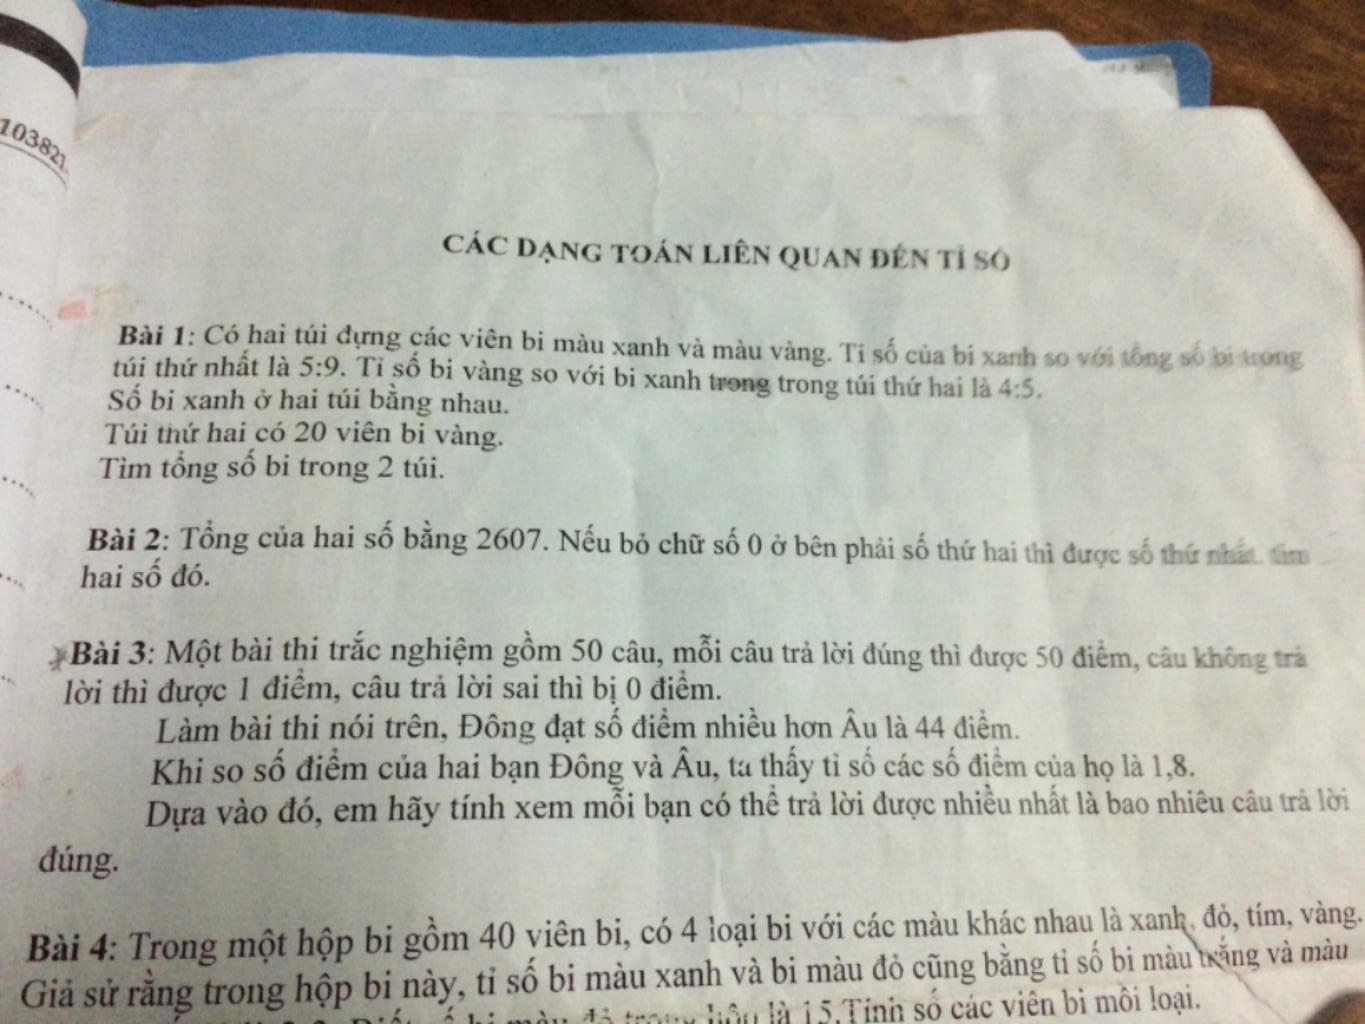 103821
CÁC DẠNG TOÁN LIÊN QUAN ĐẾN TỈ SỐ
Bài 1: Có hai túi đựng các viên bi màu xanh và màu vàng. Tỉ số của bi xanh so với tổng số bi trong
túi thứ nhất là 5:9. Tỉ số bi vàng so với bi xanh trong trong túi thứ hai là 4:5.
Số bi xanh ở hai túi bằng nhau.
Túi thứ hai có 20 viên bi vàng.
Tìm tổng số bi trong 2 túi.
Bài 2: Tổng của hai số bằng 2607. Nếu bỏ chữ số 0 ở bên phải số thứ hai thì được số thứ nhất. tìm
hai số đó.
Bài 3: Một bài thi trắc nghiệm gồm 50 câu, mỗi câu trả lời đúng thì được 50 điểm, câu không trả
lời thì được 1 điểm, câu trả lời sai thì bị 0 điểm.
Làm bài thi nói trên, Đông đạt số điểm nhiều hơn Âu là 44 điểm.
Khi so số điểm của hai bạn Đông và Âu, ta thấy tỉ số các số điểm của họ là 1,8.
Dựa vào đó, em hãy tính xem mỗi bạn có thể trả lời được nhiều nhất là bao nhiêu câu trả lời
đúng.
Bài 4: Trong một hộp bi gồm 40 viên bi, có 4 loại bi với các màu khác nhau là xanh, đỏ, tím, vàng.
Giả sử rằng trong hộp bi này, tỉ số bi màu xanh và bi màu đỏ cũng bằng tỉ số bi màu trắng và màu
bi màu đỏ trong hộp là 15.Tính số các viên bi mỗi loại.